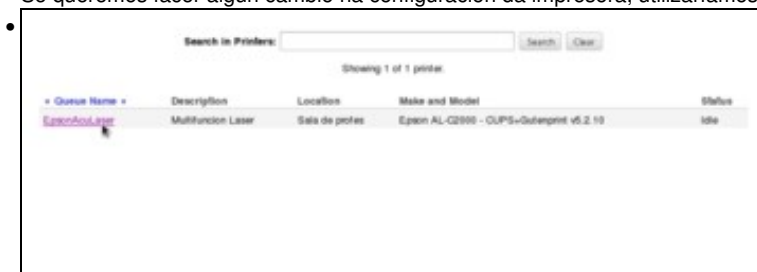 Se queremos facer algún cambio na configuración da impresora, utilizariamos
Search in Printers: Search Clear
Showing 1 of 1 printer.
Queue Name Description Location Make and Model Status
EpsonAcuLaser Multifuncion Laser Sala de profes Epson AL-C2000 - CUPS+Gutenprint v5.2.10 Idle